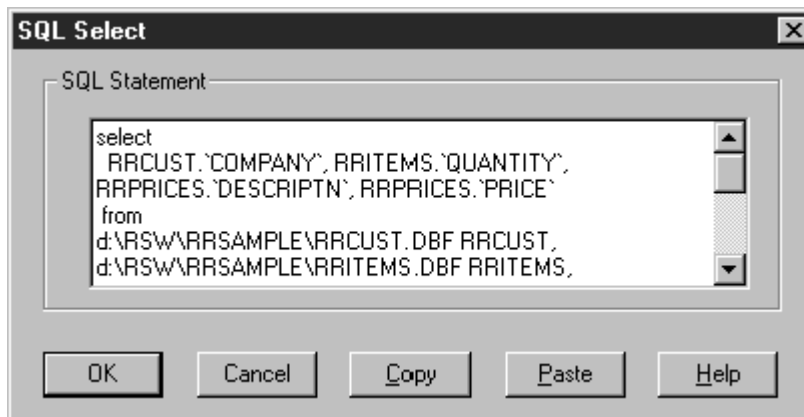 SQL Select
SQL Statement
select
RRCUST.`COMPANY`, RRITEMS.`QUANTITY`,
RRPRICES.`DESCRIPTN`, RRPRICES.`PRICE`
from
d:\RSW\RRSAMPLE\RRCUST.DBF RRCUST,
d:\RSW\RRSAMPLE\RRITEMS.DBF RRITEMS,
OK Cancel Copy Paste Help